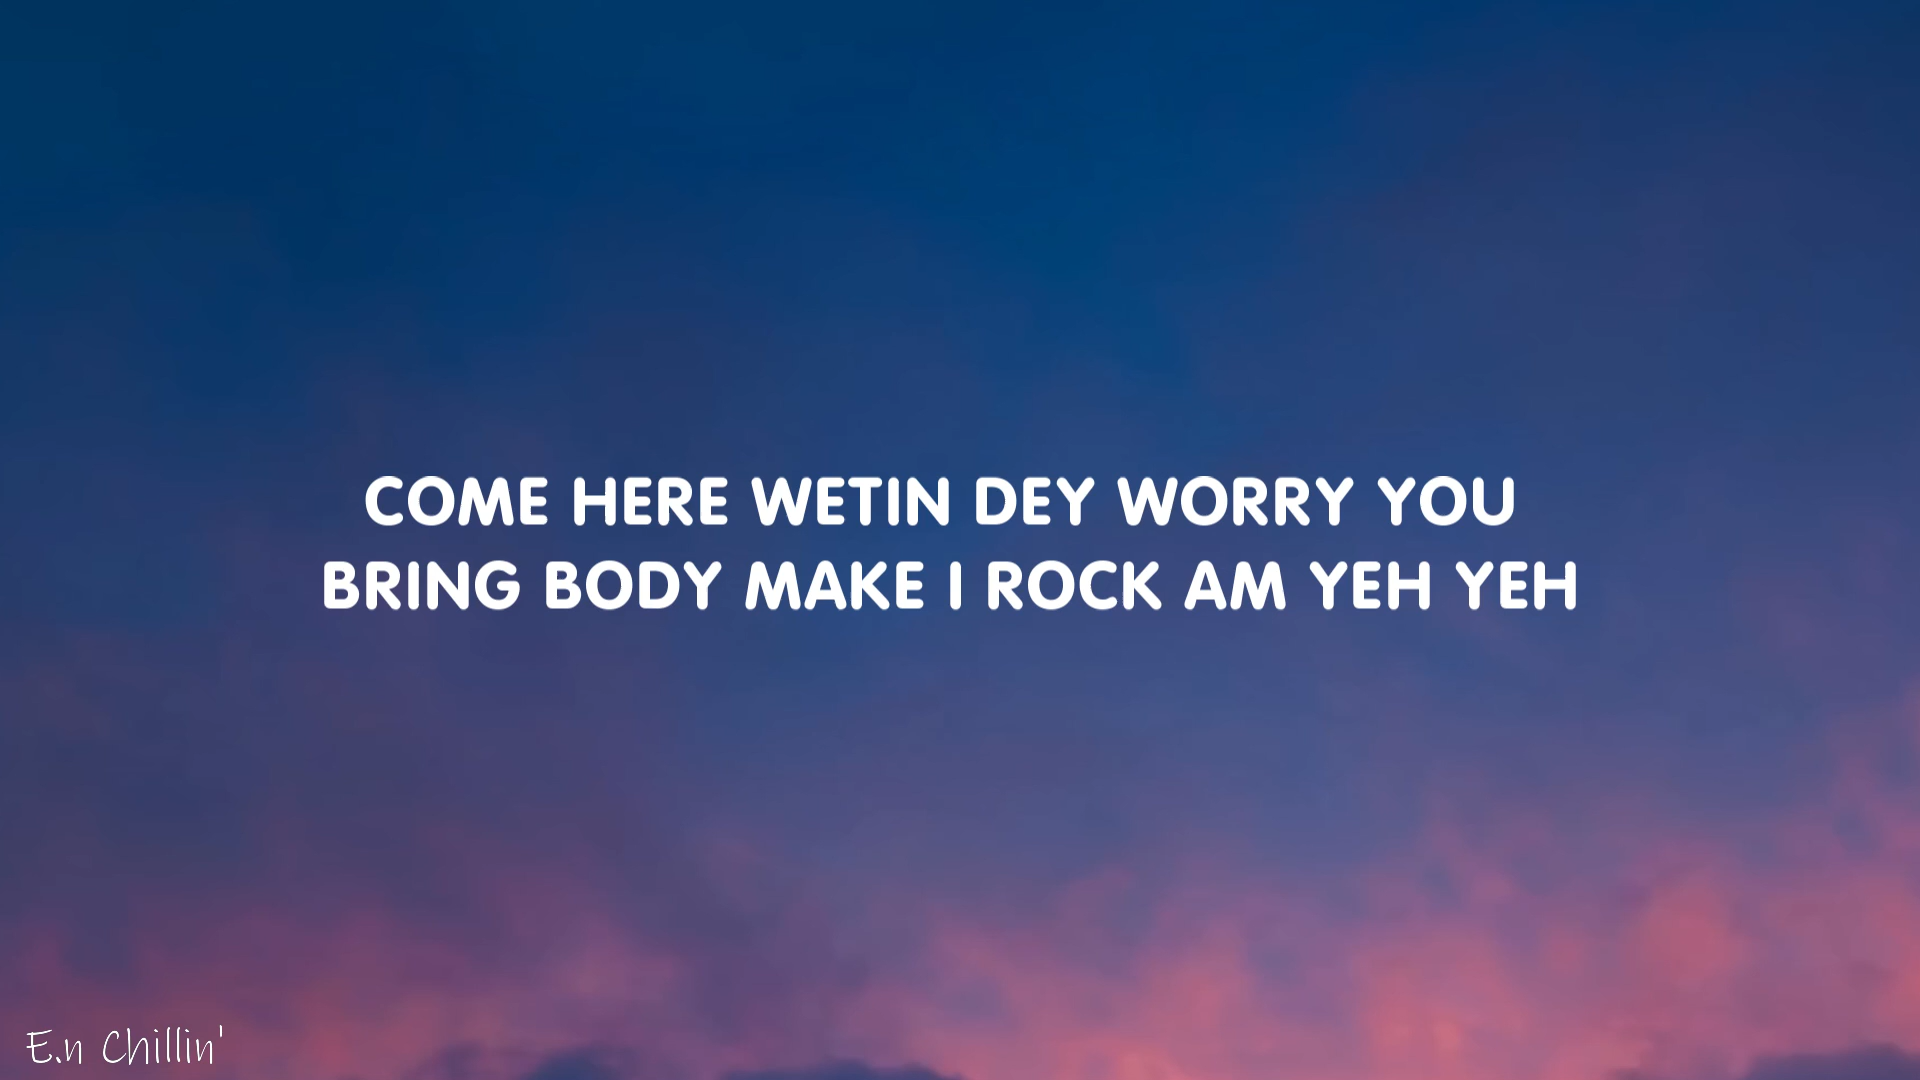 COME HERE WETIN DEY WORRY YOU
BRING BODY MAKE I ROCK AM YEH YEH
E.n Chillin'